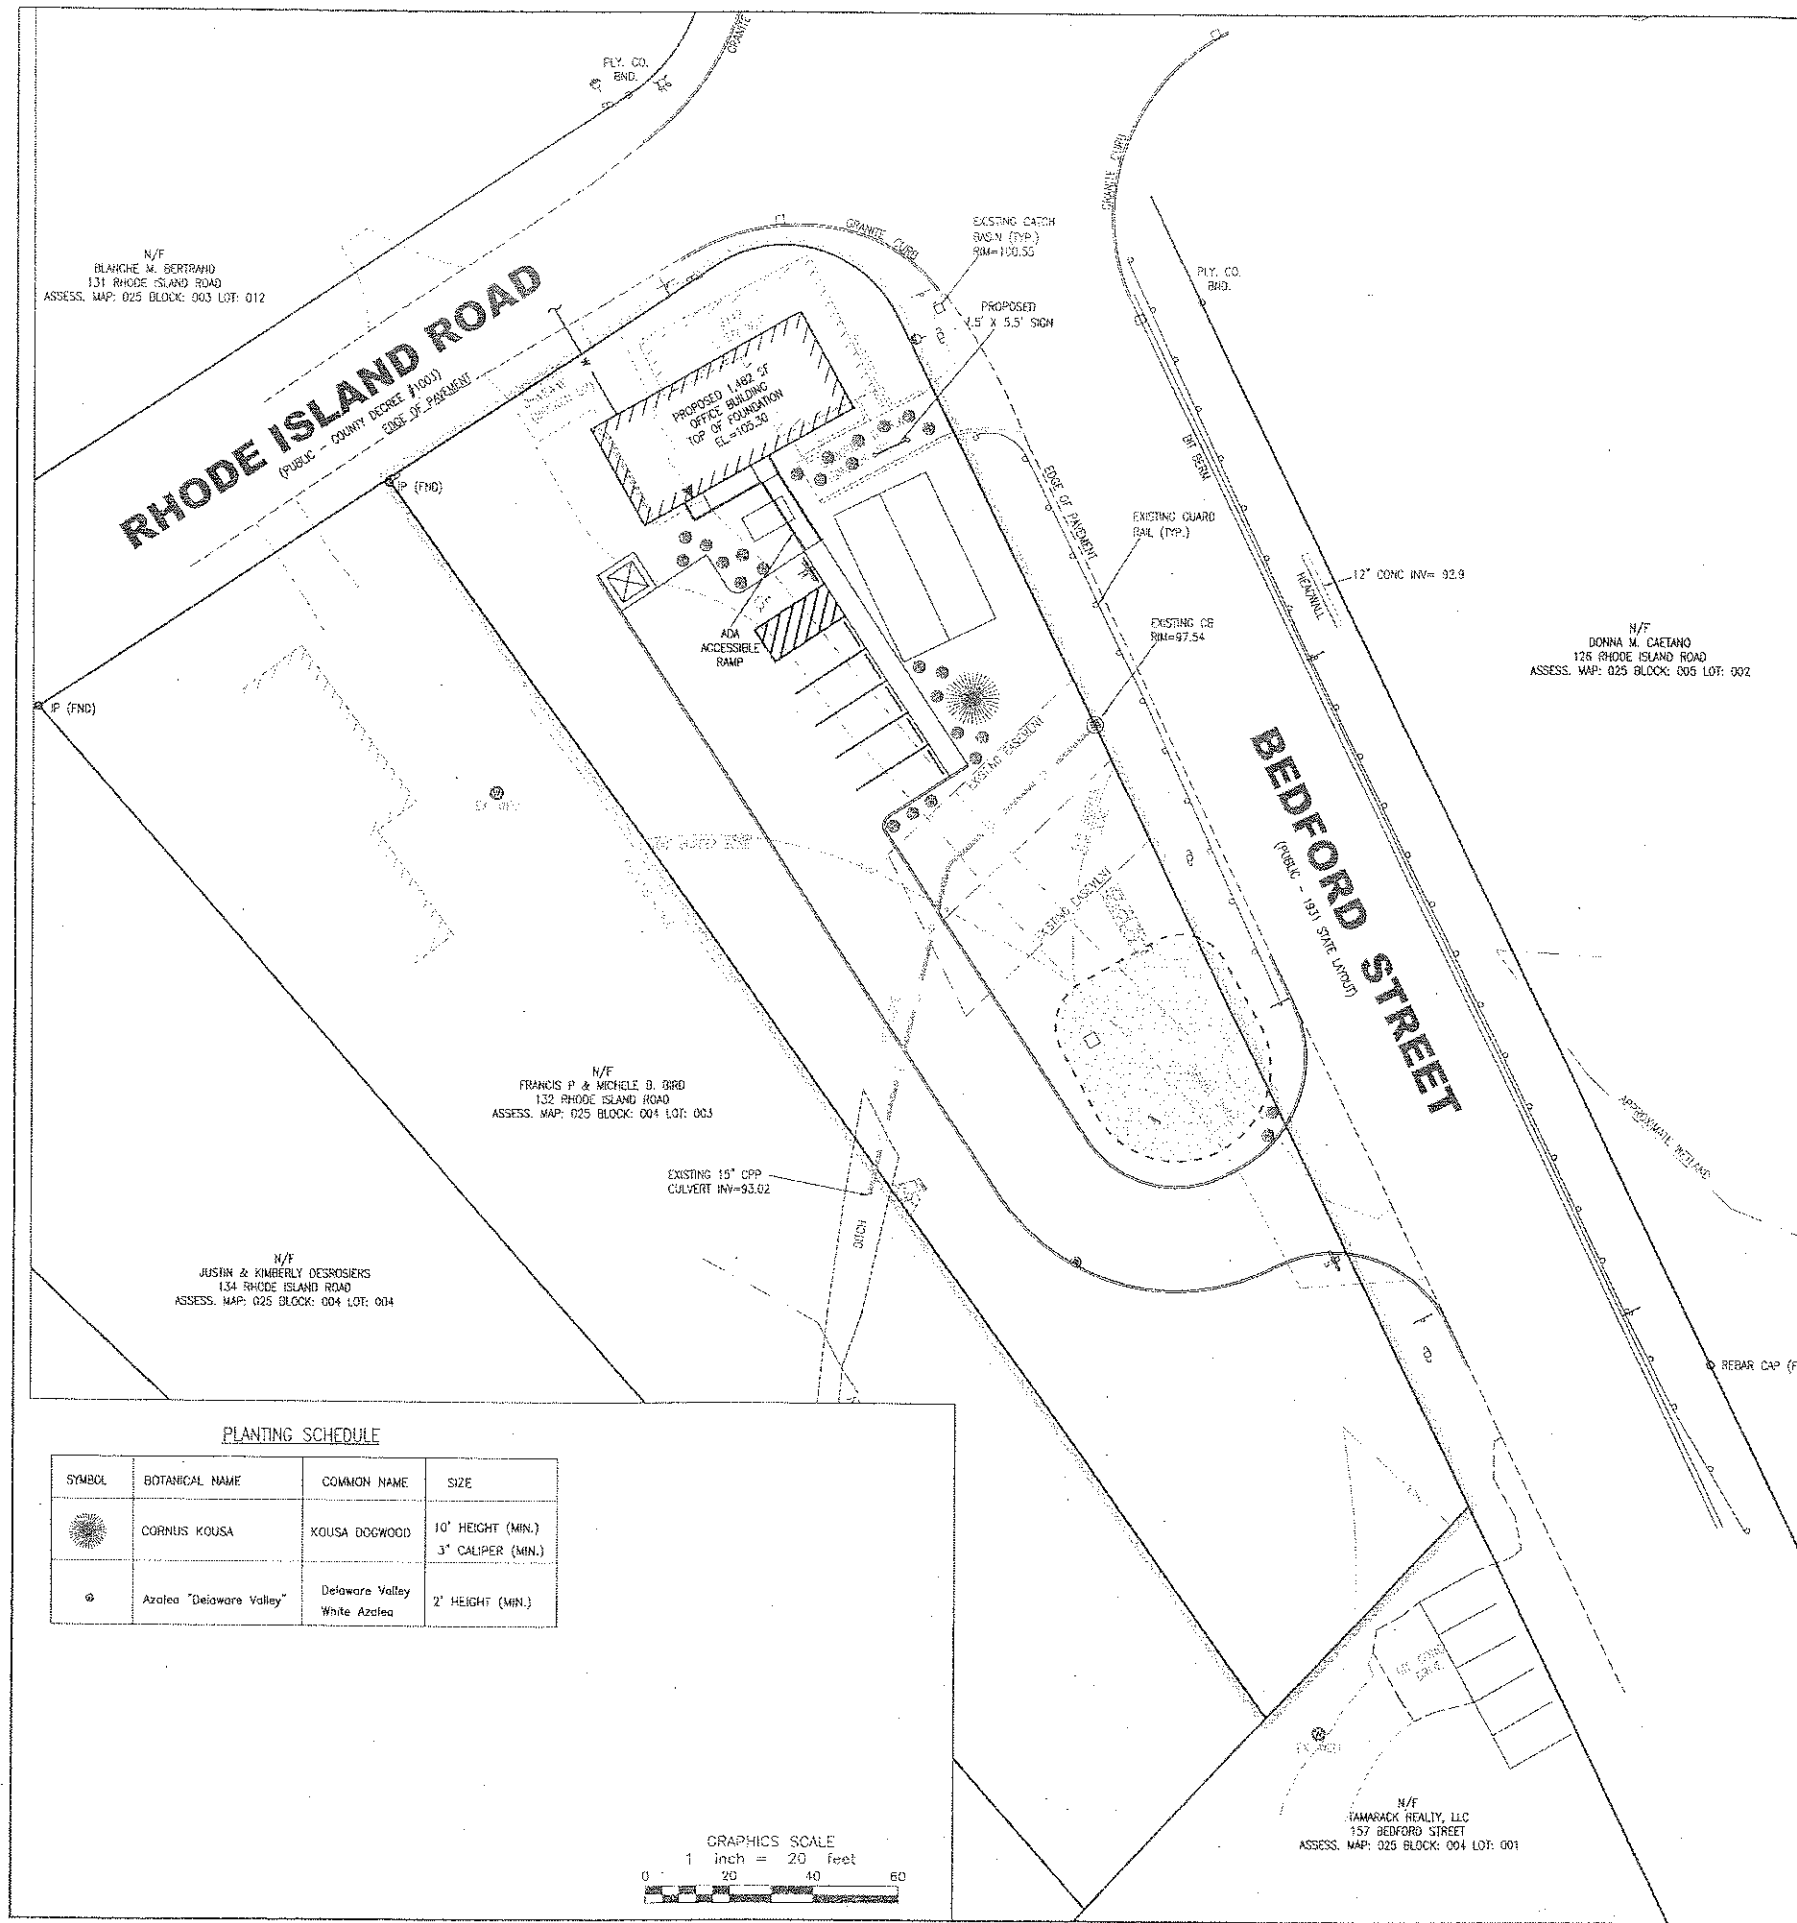 GRANITE
PLY. CO.
BND.
GRANITE CURB
GRANITE CURB
EXISTING CATCH
BASIN (TYP.)
RIM=100.55
PROPOSED
5.5' SIGN
PLY. CO.
BND.
N/F
BLANCHE M. BERTRAND
131 RHODE ISLAND ROAD
ASSESS. MAP: 025 BLOCK: 003 LOT: 012
RHODE ISLAND ROAD
(PUBLIC - COUNTY DECREE #1003)
EDGE OF PAVEMENT
PROPOSED 1,482 SF
OFFICE BUILDING
TOP OF FOUNDATION
EL.=105.30
IP (FND)
EDGE OF PAVEMENT
BIT BERM
EXISTING GUARD
RAIL (TYP.)
HEADWALL
12" CONC INV= 92.9
EXISTING CB
RIM=97.54
ADA
ACCESSIBLE
RAMP
N/F
DONNA M. CAETANO
126 RHODE ISLAND ROAD
ASSESS. MAP: 025 BLOCK: 005 LOT: 002
IP (FND)
EXISTING EASEMENT
EXISTING EASEMENT
BEDFORD STREET
(PUBLIC - 1931 STATE LAYOUT)
N/F
FRANCIS P & MICHELE B. BIRD
132 RHODE ISLAND ROAD
ASSESS. MAP: 025 BLOCK: 004 LOT: 003
EXISTING 15" CPP
CULVERT INV=93.02
DITCH
APPROXIMATE WETLAND
N/F
JUSTIN & KIMBERLY DESROSIERS
134 RHODE ISLAND ROAD
ASSESS. MAP: 025 BLOCK: 004 LOT: 004
REBAR CAP (F
PLANTING SCHEDULE
SYMBOL BOTANICAL NAME COMMON NAME SIZE
CORNUS KOUSA KOUSA DOGWOOD 10' HEIGHT (MIN.)
3" CALIPER (MIN.)
Azalea "Delaware Valley" Delaware Valley White Azalea 2' HEIGHT (MIN.)
N/F
TAMARACK REALTY, LLC
157 BEDFORD STREET
ASSESS. MAP: 025 BLOCK: 004 LOT: 001
GRAPHICS SCALE
1 inch = 20 feet
0 20 40 60